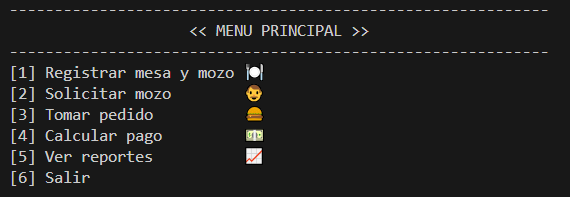 ------------------------------------------------------------
<< MENU PRINCIPAL >>
------------------------------------------------------------
[1] Registrar mesa y mozo 🍽️
[2] Solicitar mozo 👨
[3] Tomar pedido 🍔
[4] Calcular pago 💵
[5] Ver reportes 📈
[6] Salir